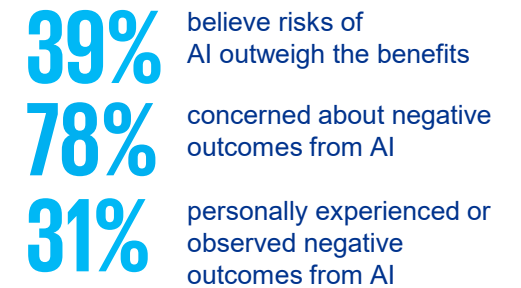 39%
believe risks of
AI outweigh the benefits
78%
concerned about negative
outcomes from AI
31%
personally experienced or
observed negative
outcomes from AI